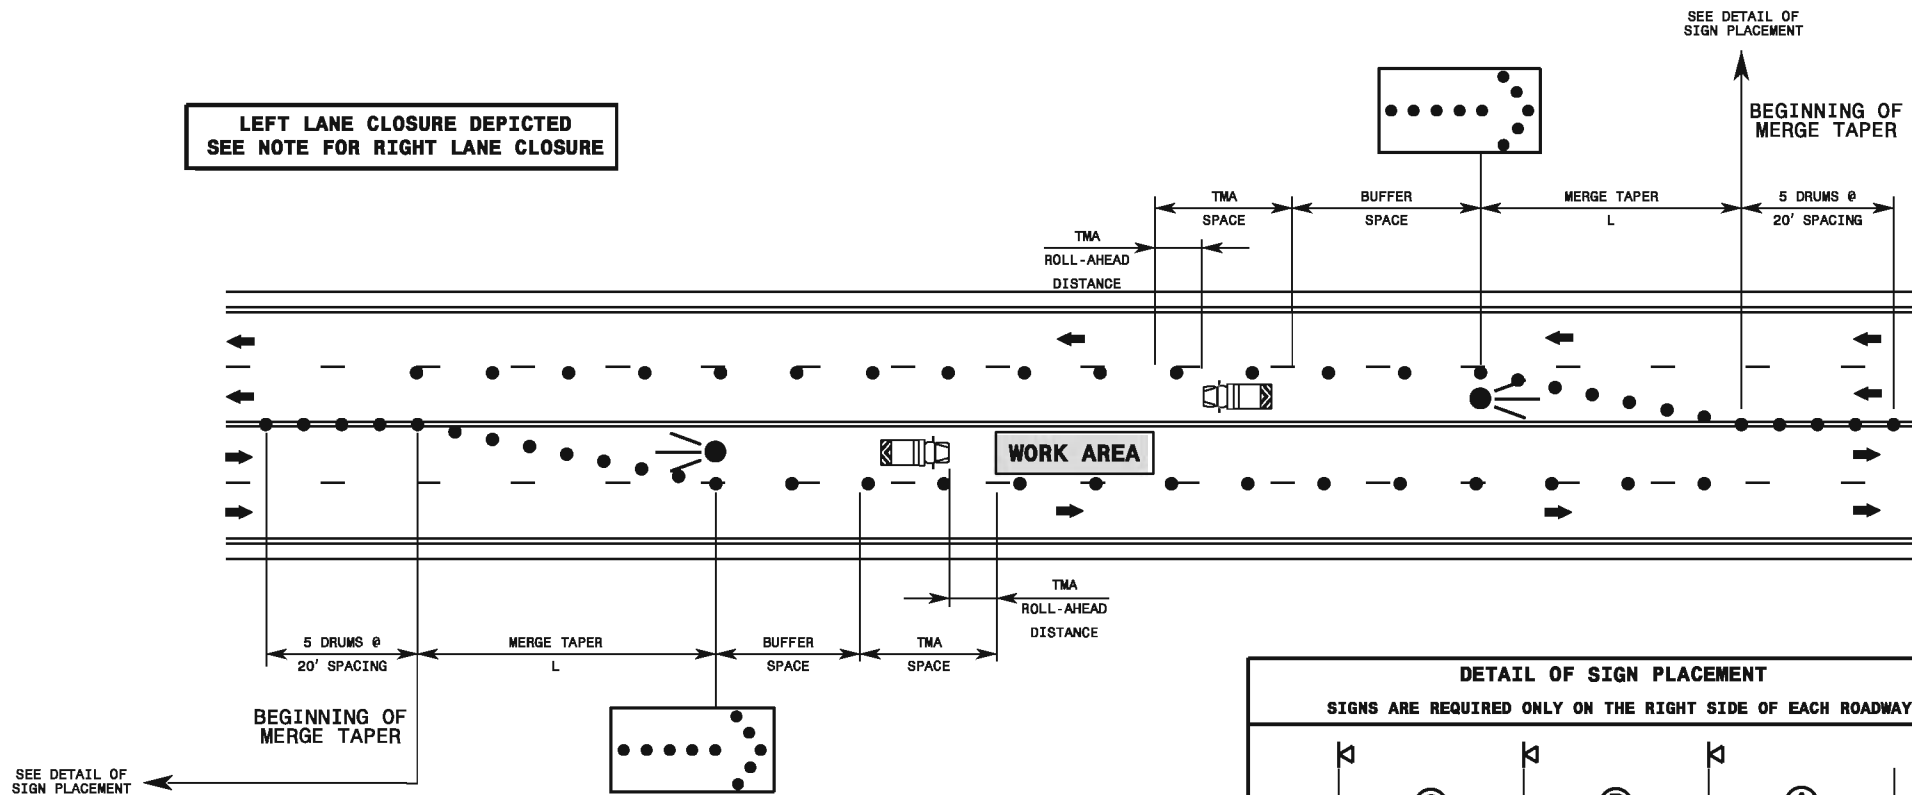 SEE DETAIL OF
SIGN PLACEMENT
LEFT LANE CLOSURE DEPICTED
SEE NOTE FOR RIGHT LANE CLOSURE
BEGINNING OF
MERGE TAPER
TMA
SPACE
BUFFER
SPACE
MERGE TAPER
L
5 DRUMS @
20' SPACING
TMA
ROLL-AHEAD
DISTANCE
WORK AREA
TMA
ROLL-AHEAD
DISTANCE
5 DRUMS @
20' SPACING
MERGE TAPER
L
BUFFER
SPACE
TMA
SPACE
BEGINNING OF
MERGE TAPER
SEE DETAIL OF
SIGN PLACEMENT
DETAIL OF SIGN PLACEMENT
SIGNS ARE REQUIRED ONLY ON THE RIGHT SIDE OF EACH ROADWAY